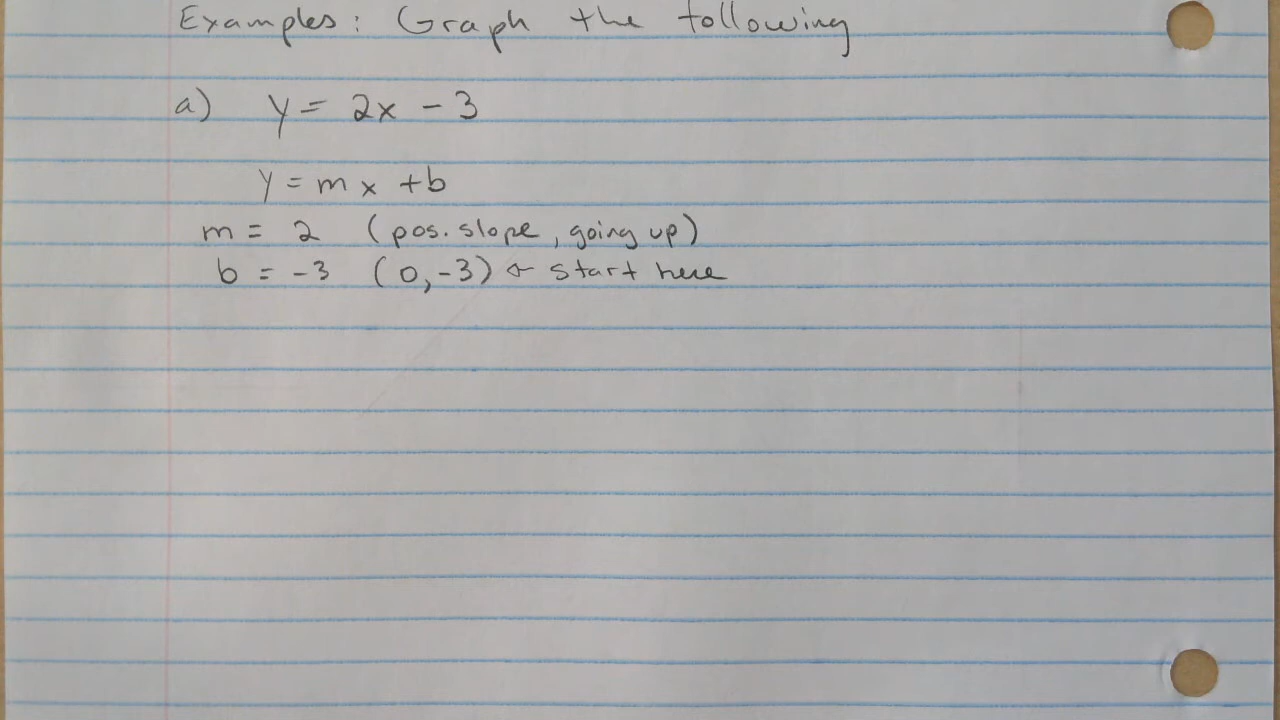 Examples: Graph the following
a) y = 2x - 3
y = mx + b
m = 2 (pos. slope, going up)
b = -3 (0,-3) ← start here